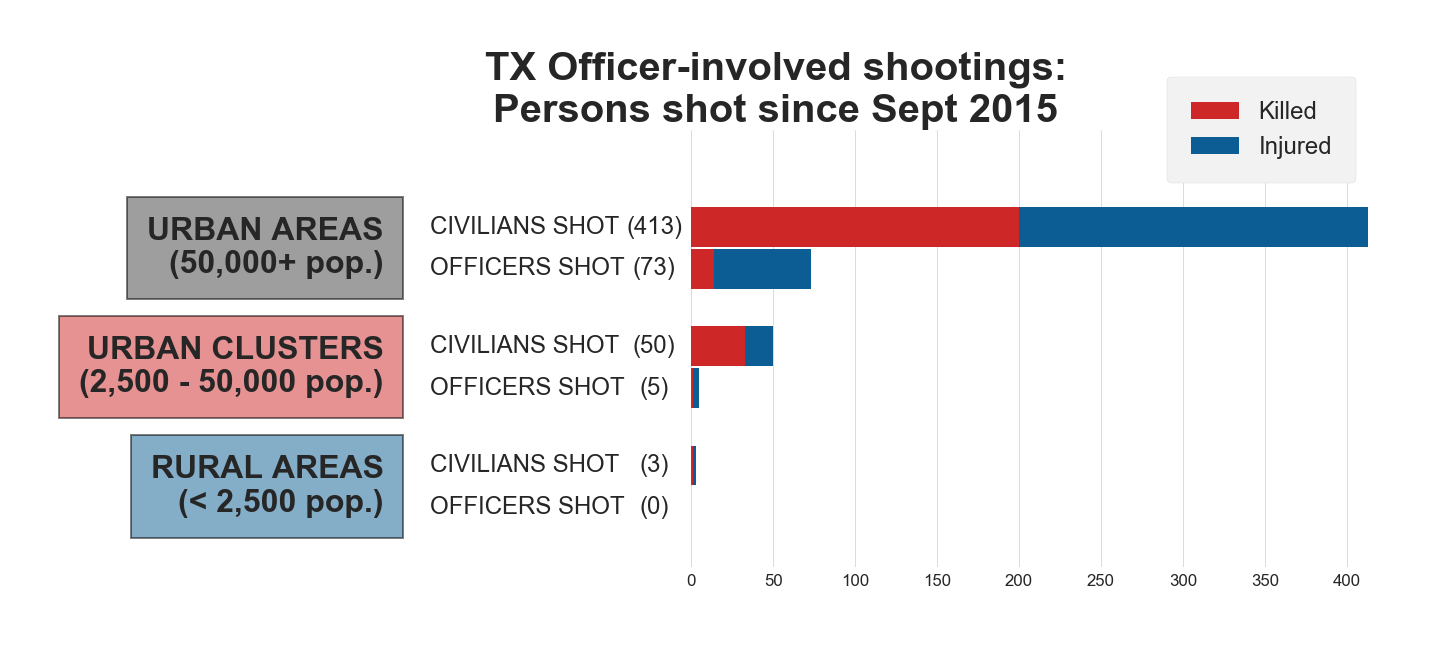 TX Officer-involved shootings:
Persons shot since Sept 2015
Killed
Injured
URBAN AREAS
(50,000+ pop.)
CIVILIANS SHOT (413)
OFFICERS SHOT (73)
URBAN CLUSTERS
(2,500 - 50,000 pop.)
CIVILIANS SHOT (50)
OFFICERS SHOT (5)
RURAL AREAS
(< 2,500 pop.)
CIVILIANS SHOT (3)
OFFICERS SHOT (0)
0 50 100 150 200 250 300 350 400